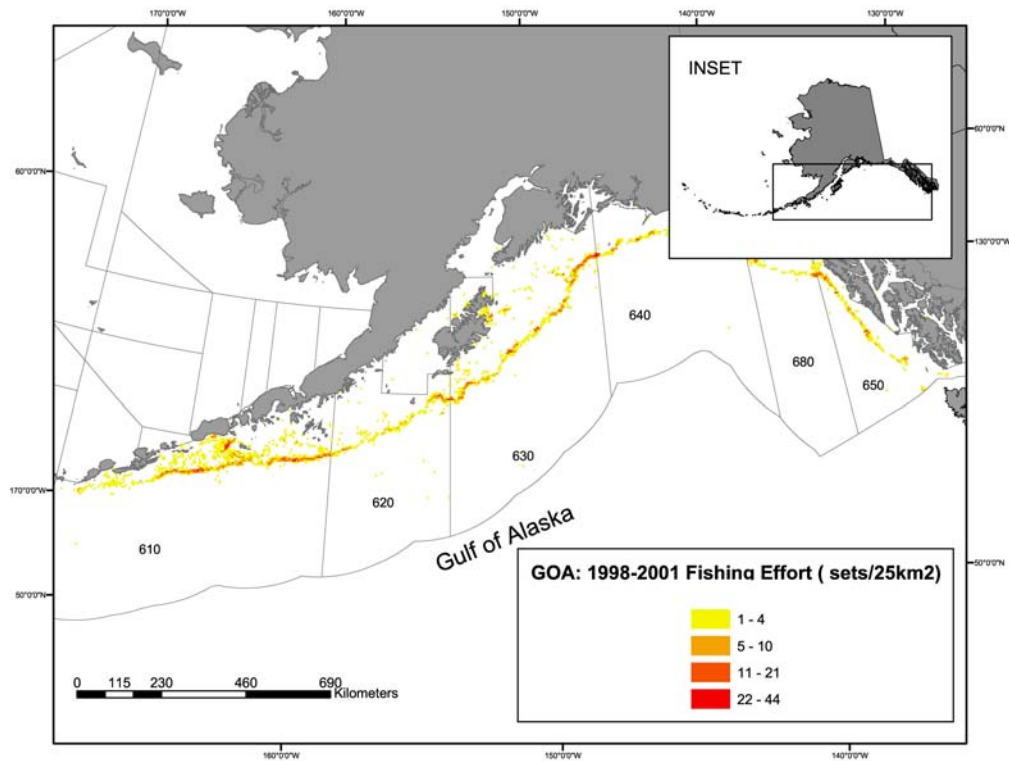 170°0'0"W 160°0'0"W 150°0'0"W 140°0'0"W 130°0'0"W
INSET
60°0'0"N
60°0'0"N
130°0'0"W
640
680
650
630
170°0'0"W
620
610
Gulf of Alaska
50°0'0"N
50°0'0"N
GOA: 1998-2001 Fishing Effort ( sets/25km2)
1 - 4
5 - 10
11 - 21
22 - 44
0 115 230 460 690
Kilometers
160°0'0"W 150°0'0"W 140°0'0"W